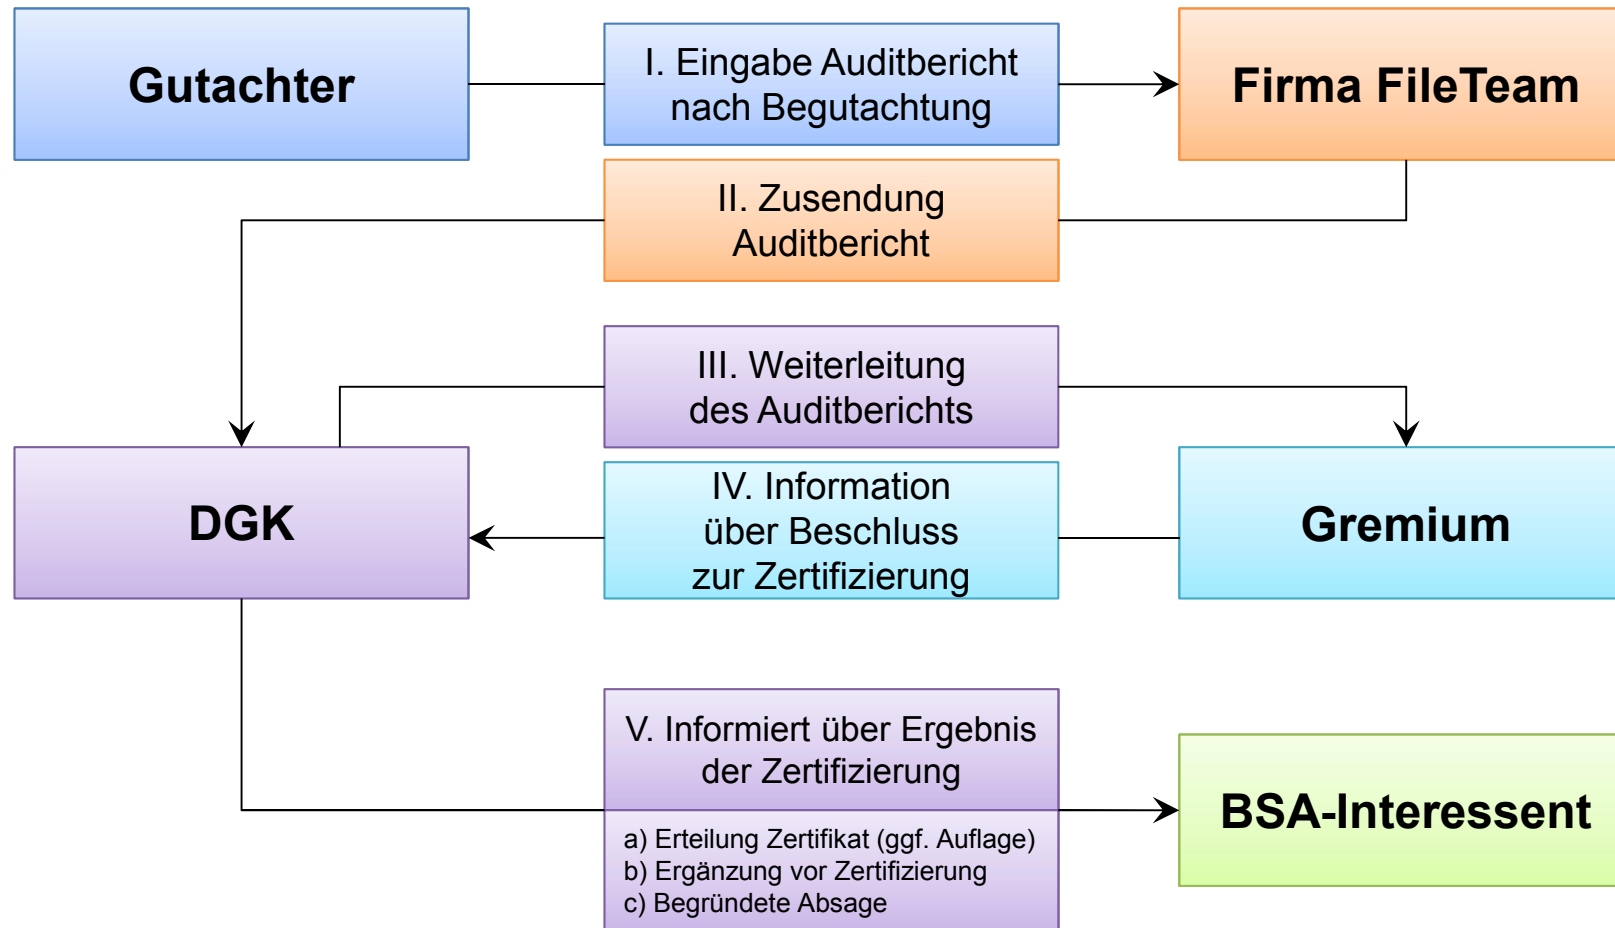 Gutachter
I. Eingabe Auditbericht
nach Begutachtung
Firma FileTeam
II. Zusendung
Auditbericht
III. Weiterleitung
des Auditberichts
DGK
IV. Information
über Beschluss
zur Zertifizierung
Gremium
V. Informiert über Ergebnis
der Zertifizierung
a) Erteilung Zertifikat (ggf. Auflage)
b) Ergänzung vor Zertifizierung
c) Begründete Absage
BSA-Interessent